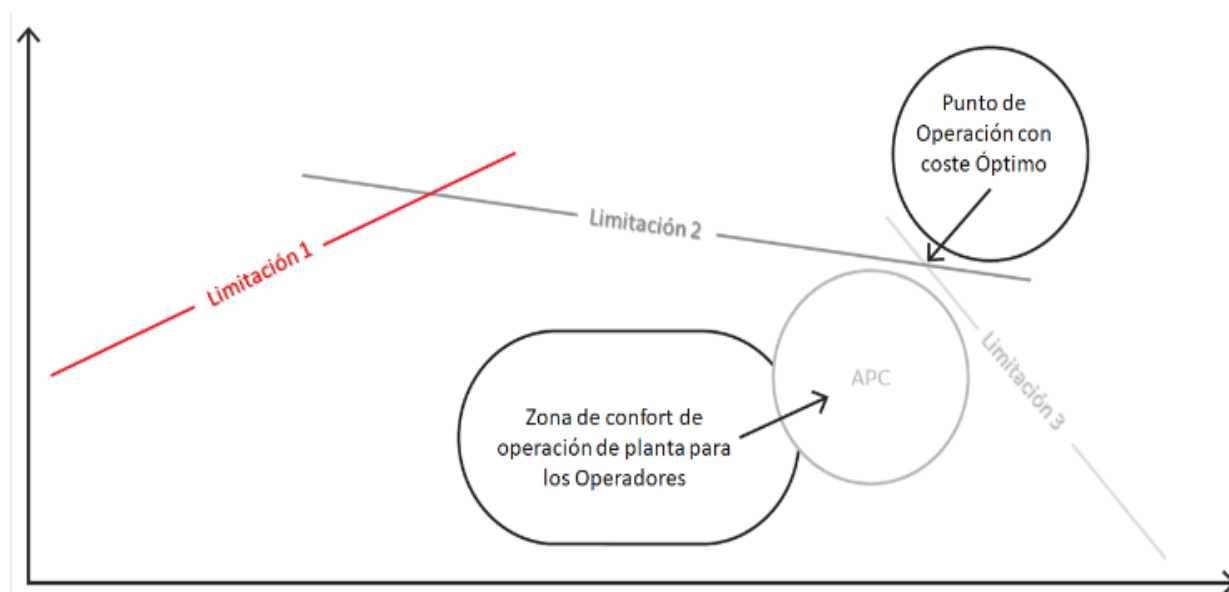 Punto de
Operación con
coste Óptimo
Limitación 2
Limitación 1
Limitación 3
APC
Zona de confort de
operación de planta para
los Operadores